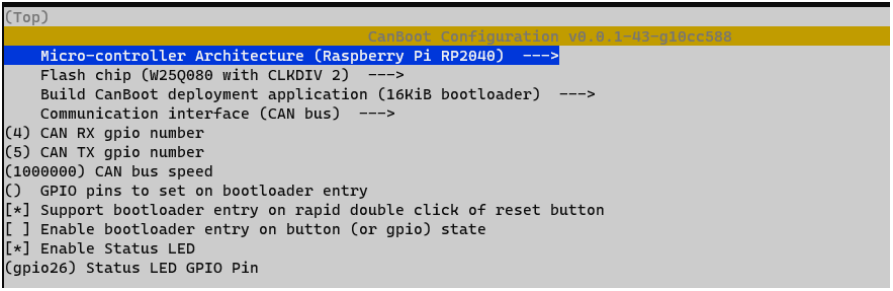 (Top)
CanBoot Configuration v0.0.1-43-g10cc588
Micro-controller Architecture (Raspberry Pi RP2040)  --->
Flash chip (W25Q080 with CLKDIV 2)  --->
Build CanBoot deployment application (16KiB bootloader)  --->
Communication interface (CAN bus)  --->
(4) CAN RX gpio number
(5) CAN TX gpio number
(1000000) CAN bus speed
()  GPIO pins to set on bootloader entry
[*] Support bootloader entry on rapid double click of reset button
[ ] Enable bootloader entry on button (or gpio) state
[*] Enable Status LED
(gpio26) Status LED GPIO Pin